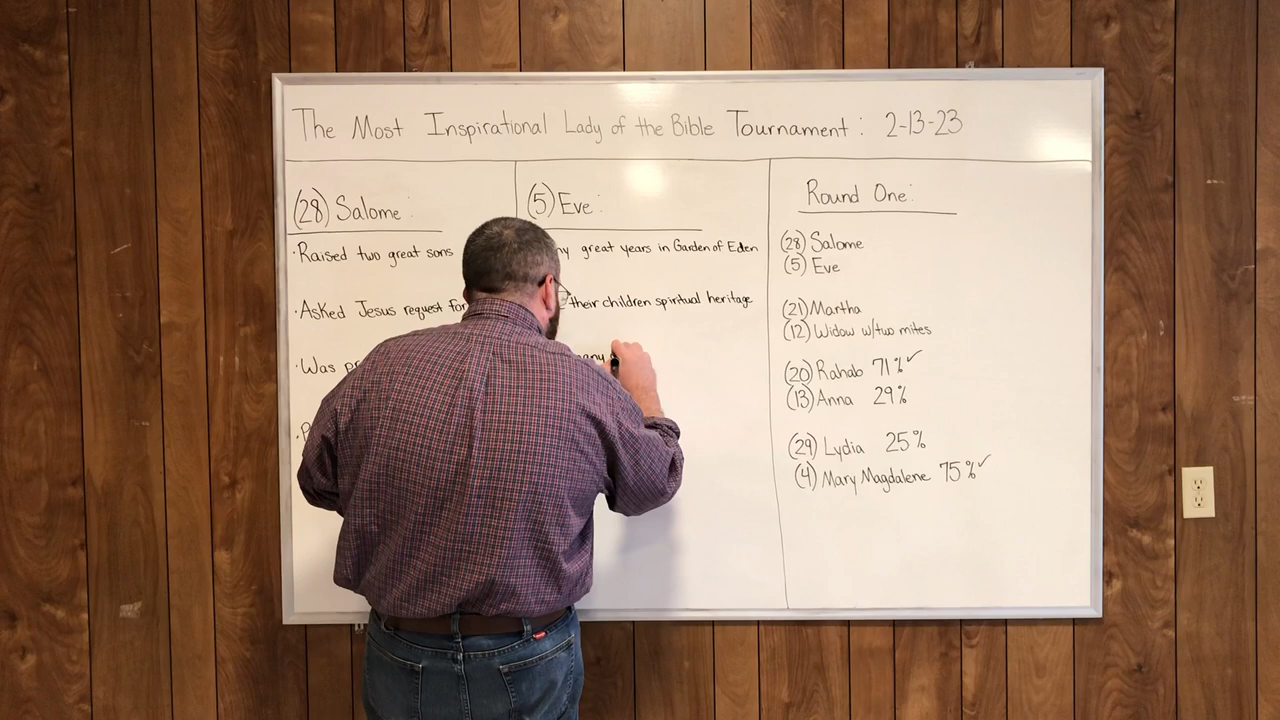 The Most Inspirational Lady of the Bible Tournament: 2-13-23
(28) Salome:
·Raised two great sons
·Asked Jesus request for
·Was
(5) Eve:
great years in Garden of Eden
their children spiritual heritage
Round One:
(28) Salome
(5) Eve
(21) Martha
(12) Widow w/two mites
(20) Rahab 71% ✓
(13) Anna 29%
(29) Lydia 25%
(4) Mary Magdalene 75% ✓